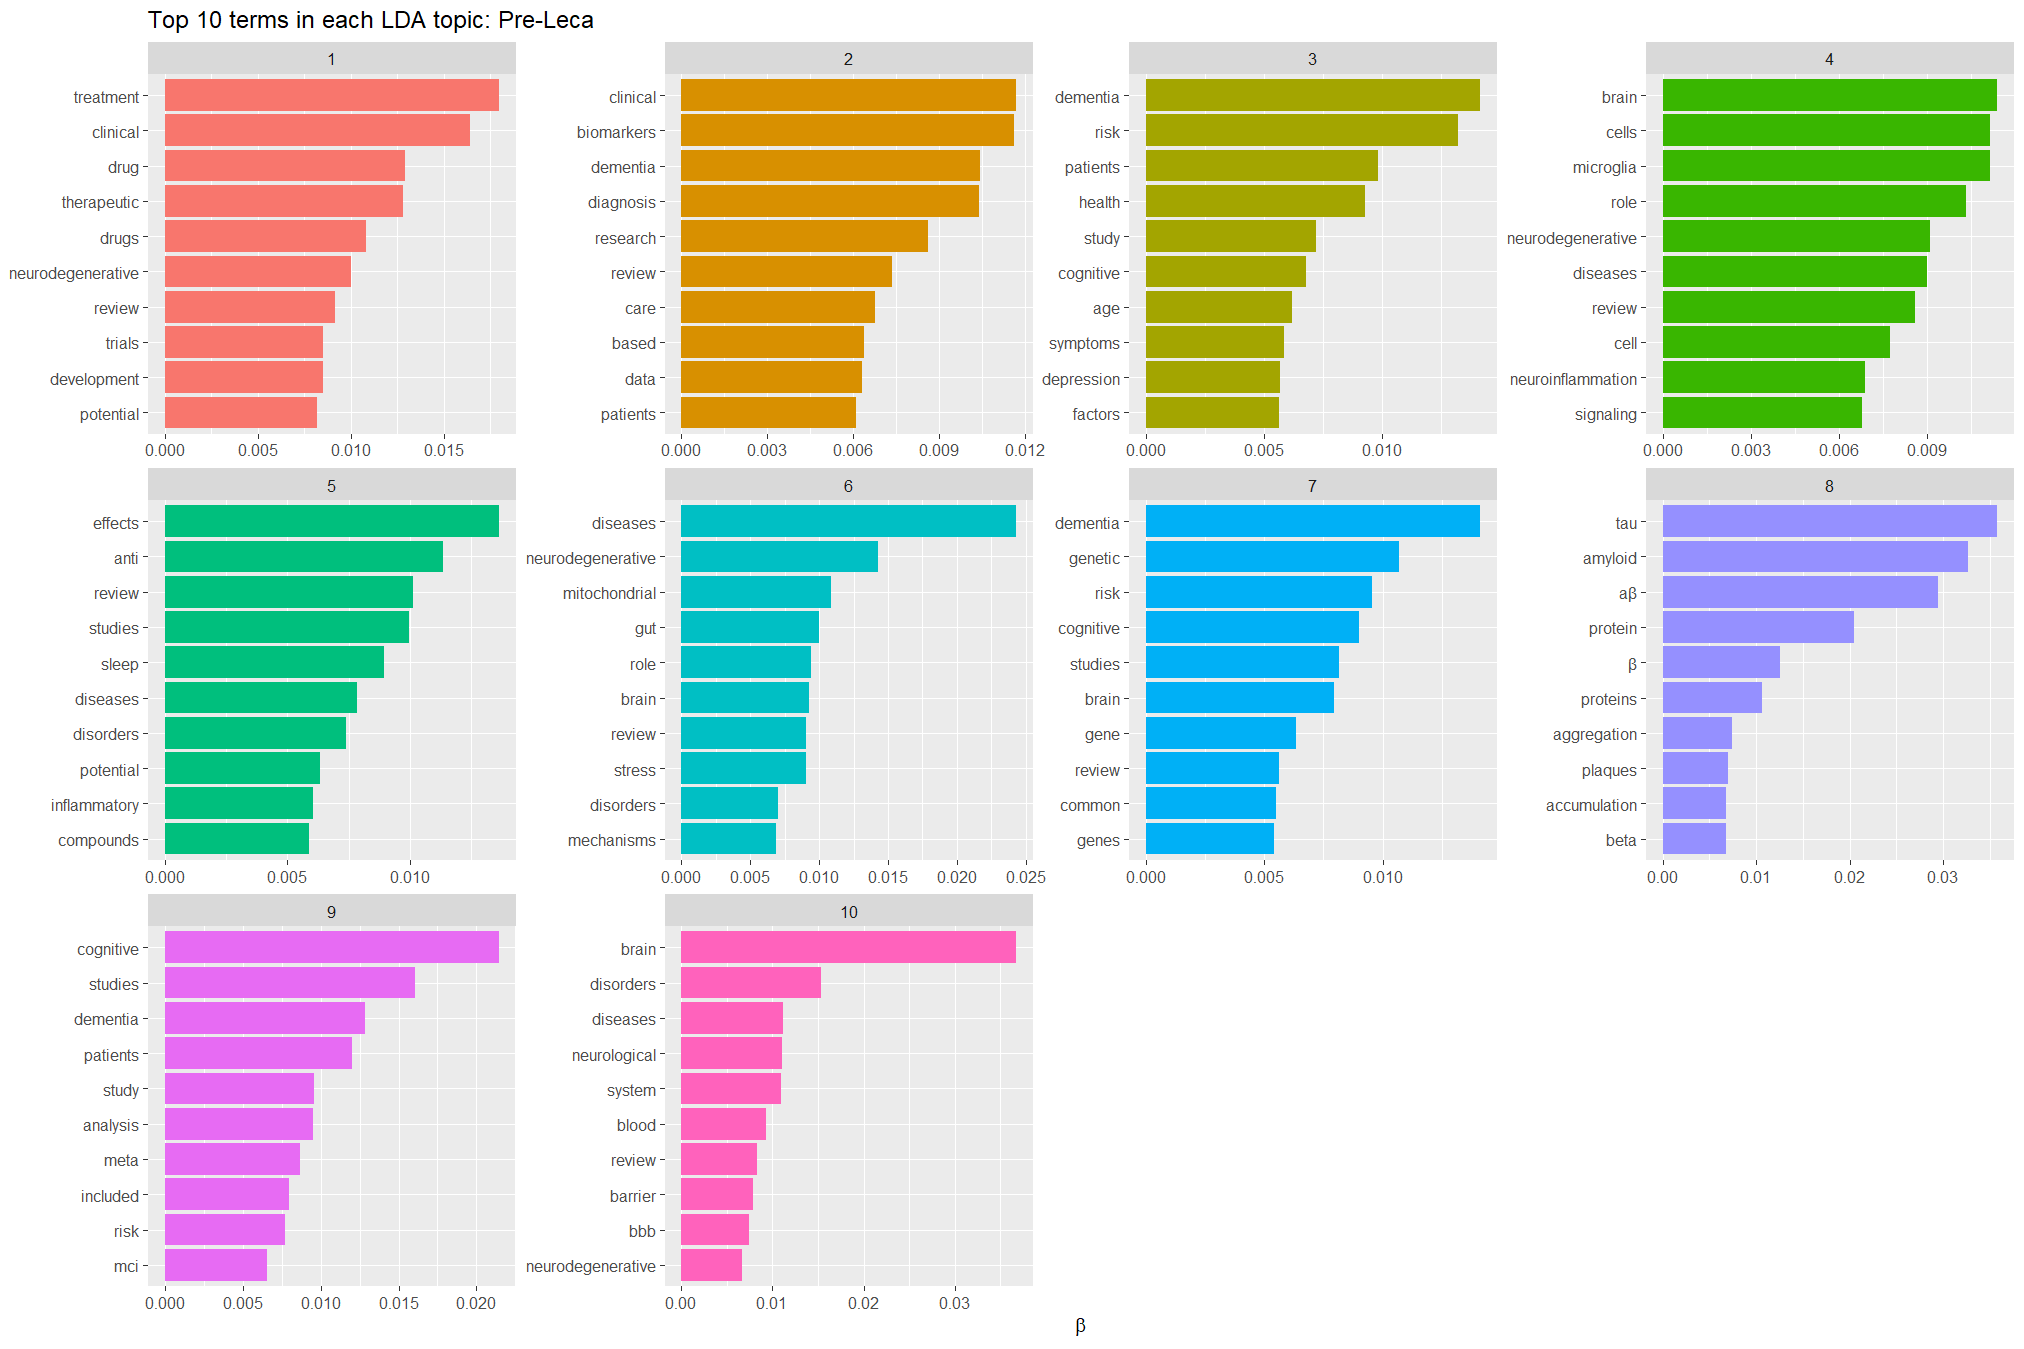 Top 10 terms in each LDA topic: Pre-Leca
1
treatment
clinical
drug
therapeutic
drugs
neurodegenerative
review
trials
development
potential
0.000 0.005 0.010 0.015
2
clinical
biomarkers
dementia
diagnosis
research
review
care
based
data
patients
0.000 0.003 0.006 0.009 0.012
3
dementia
risk
patients
health
study
cognitive
age
symptoms
depression
factors
0.000 0.005 0.010
4
brain
cells
microglia
role
neurodegenerative
diseases
review
cell
neuroinflammation
signaling
0.000 0.003 0.006 0.009
5
effects
anti
review
studies
sleep
diseases
disorders
potential
inflammatory
compounds
0.000 0.005 0.010
6
diseases
neurodegenerative
mitochondrial
gut
role
brain
review
stress
disorders
mechanisms
0.000 0.005 0.010 0.015 0.020 0.025
7
dementia
genetic
risk
cognitive
studies
brain
gene
review
common
genes
0.000 0.005 0.010
8
tau
amyloid
aβ
protein
β
proteins
aggregation
plaques
accumulation
beta
0.00 0.01 0.02 0.03
9
cognitive
studies
dementia
patients
study
analysis
meta
included
risk
mci
0.000 0.005 0.010 0.015 0.020
10
brain
disorders
diseases
neurological
system
blood
review
barrier
bbb
neurodegenerative
0.00 0.01 0.02 0.03
β